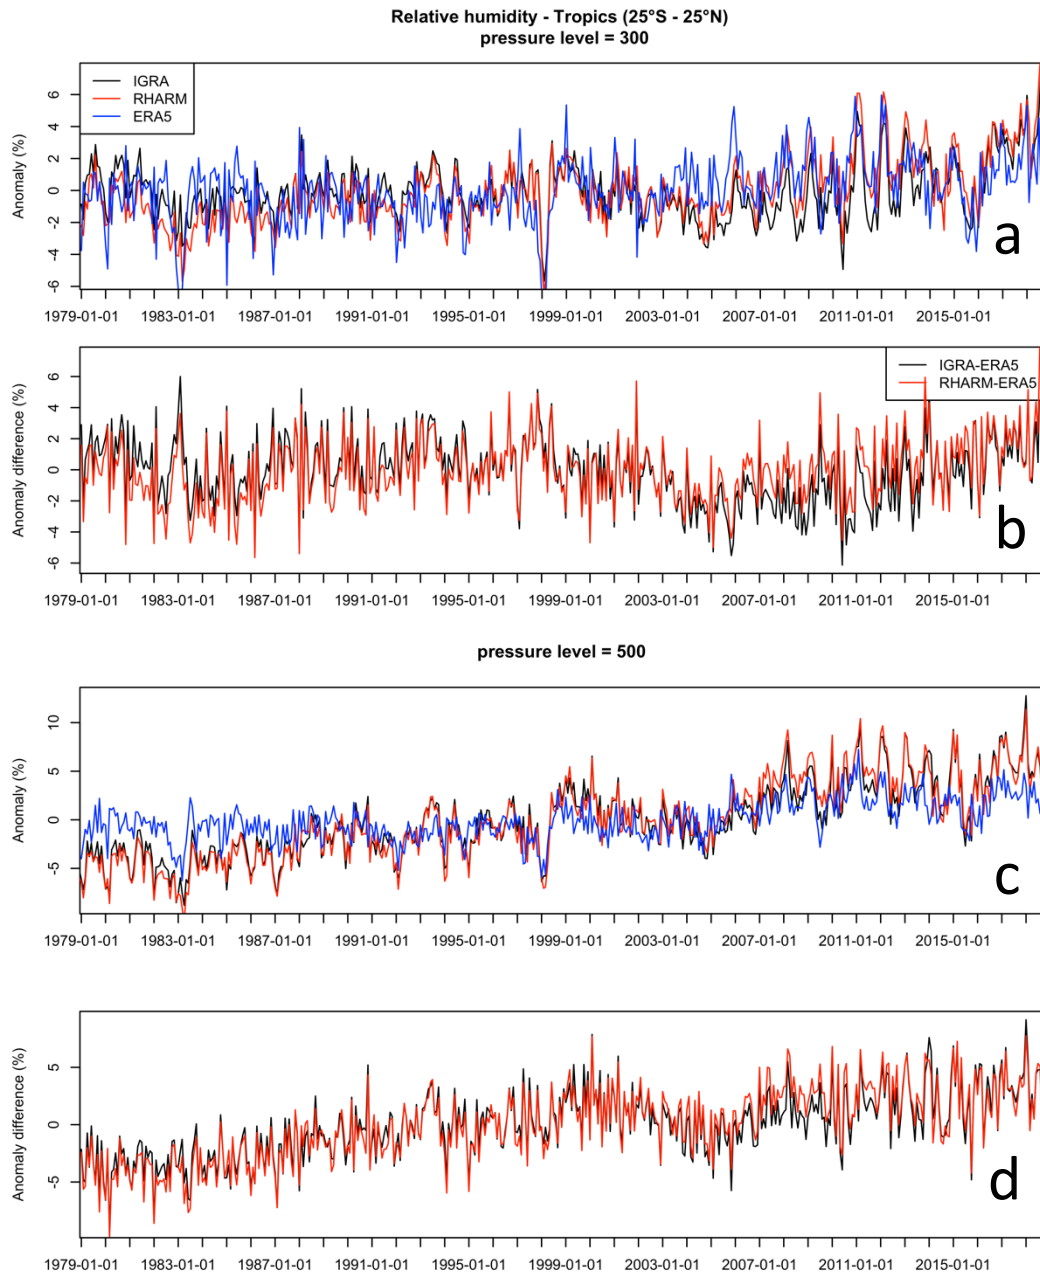 Relative humidity - Tropics (25°S - 25°N)
pressure level = 300
IGRA
RHARM
ERA5
Anomaly (%)
6
4
2
0
-2
-4
-6
a
1979-01-01 1983-01-01 1987-01-01 1991-01-01 1995-01-01 1999-01-01 2003-01-01 2007-01-01 2011-01-01 2015-01-01
IGRA-ERA5
RHARM-ERA5
Anomaly difference (%)
6
4
2
0
-2
-4
-6
b
1979-01-01 1983-01-01 1987-01-01 1991-01-01 1995-01-01 1999-01-01 2003-01-01 2007-01-01 2011-01-01 2015-01-01
pressure level = 500
Anomaly (%)
10
5
0
-5
c
1979-01-01 1983-01-01 1987-01-01 1991-01-01 1995-01-01 1999-01-01 2003-01-01 2007-01-01 2011-01-01 2015-01-01
Anomaly difference (%)
5
0
-5
d
1979-01-01 1983-01-01 1987-01-01 1991-01-01 1995-01-01 1999-01-01 2003-01-01 2007-01-01 2011-01-01 2015-01-01